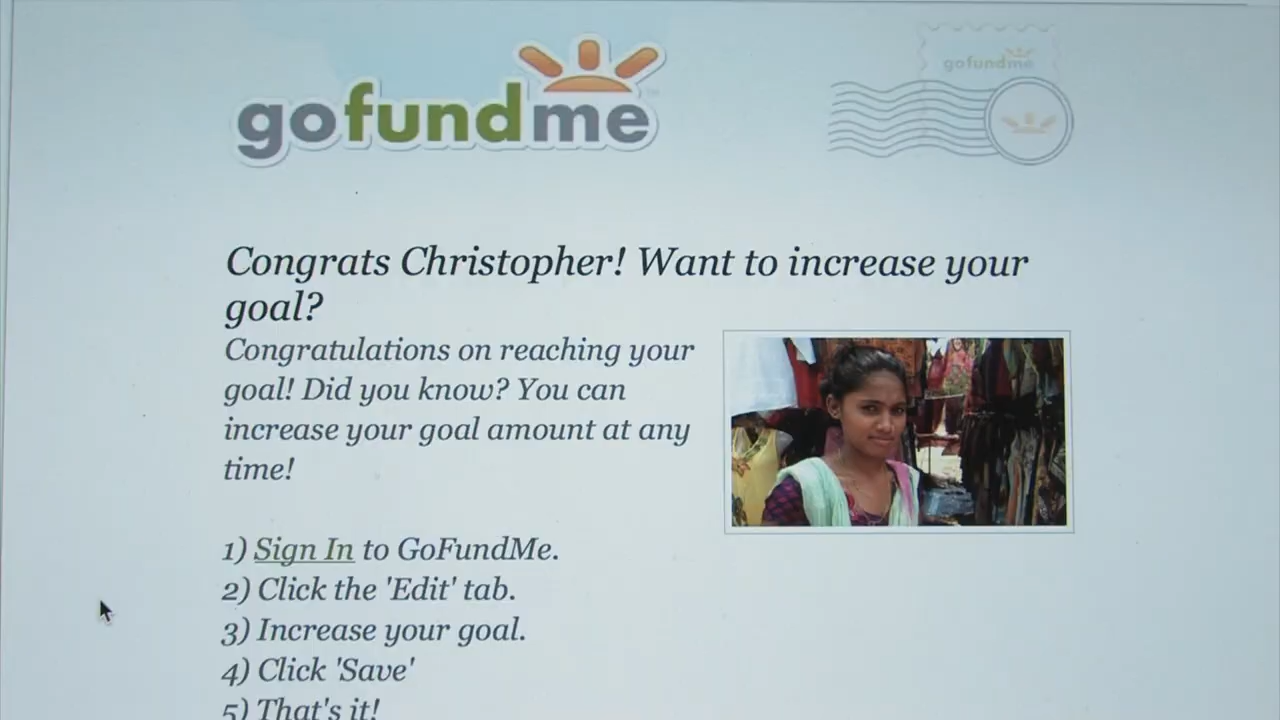 gofundme
gofundme
Congrats Christopher! Want to increase your
goal?
Congratulations on reaching your
goal! Did you know? You can
increase your goal amount at any
time!
1) Sign In to GoFundMe.
2) Click the 'Edit' tab.
3) Increase your goal.
4) Click 'Save'
5) That's it!